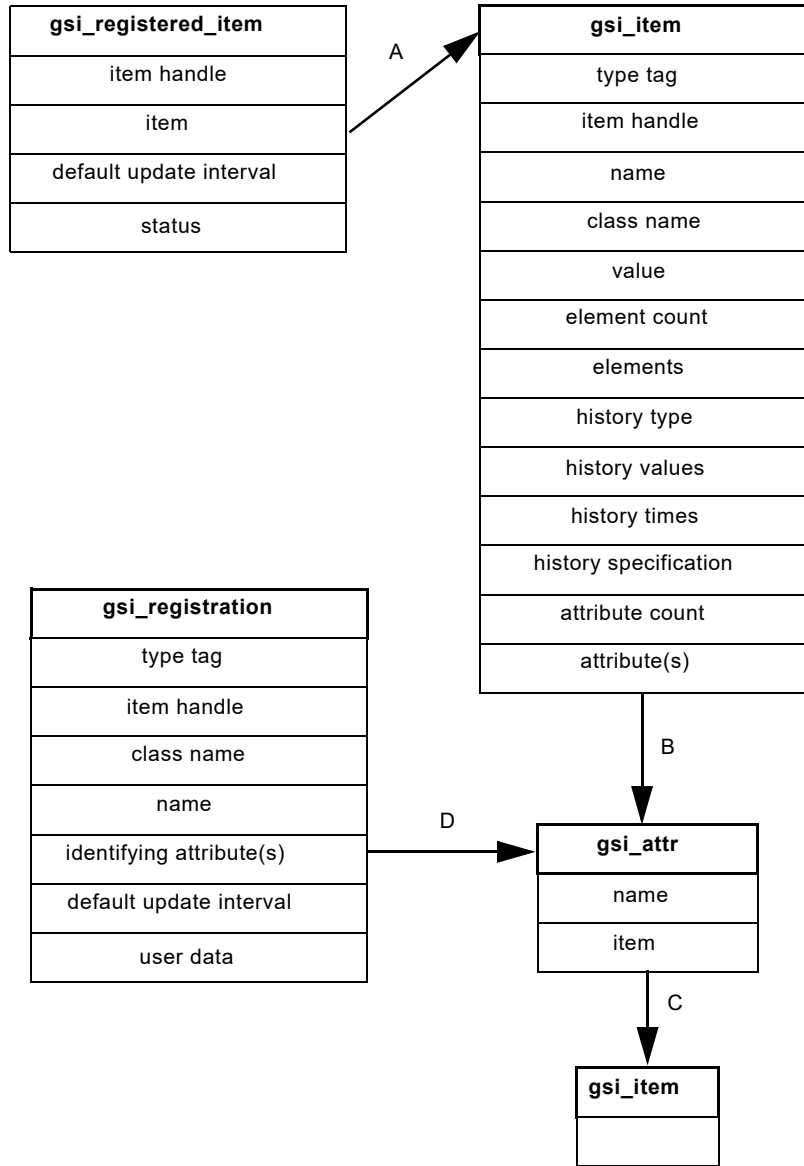 gsi_registered_item
item handle
item
default update interval
status
A
gsi_item
type tag
item handle
name
class name
value
element count
elements
history type
history values
history times
history specification
attribute count
attribute(s)
gsi_registration
type tag
item handle
class name
name
identifying attribute(s)
default update interval
user data
D
B
gsi_attr
name
item
C
gsi_item